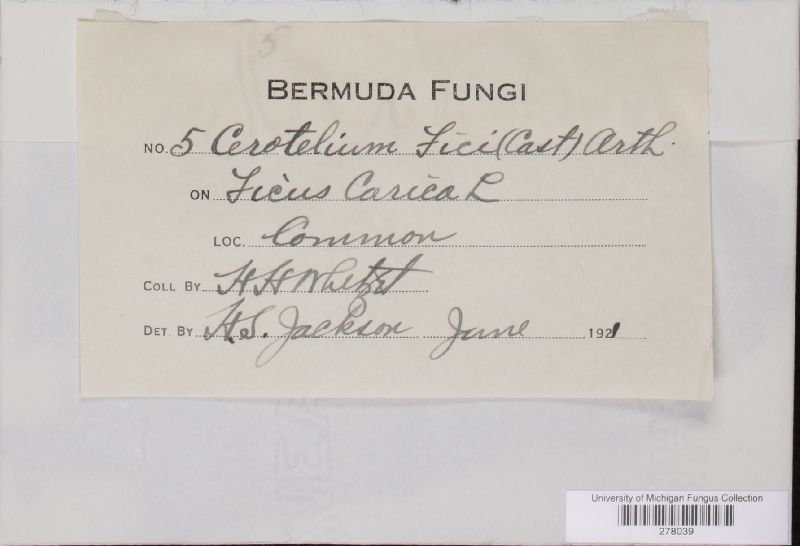 5
BERMUDA FUNGI
NO. 5 Cerotelium Fici (Cast) Arth.
ON Ficus Carica L
LOC. Common
COLL BY H H Whetzel
DET. BY H.S. Jackson June 1921
University of Michigan Fungus Collection
278039